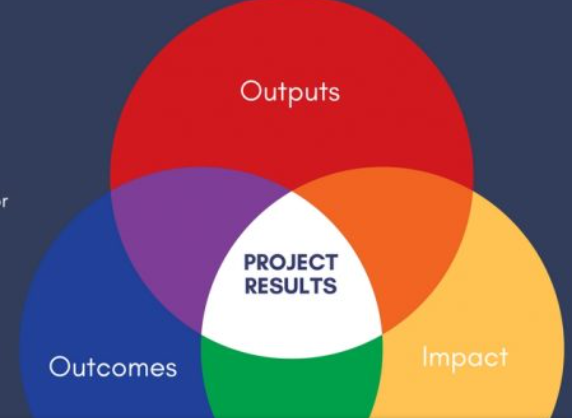 Outputs
PROJECT
RESULTS
Outcomes
Impact